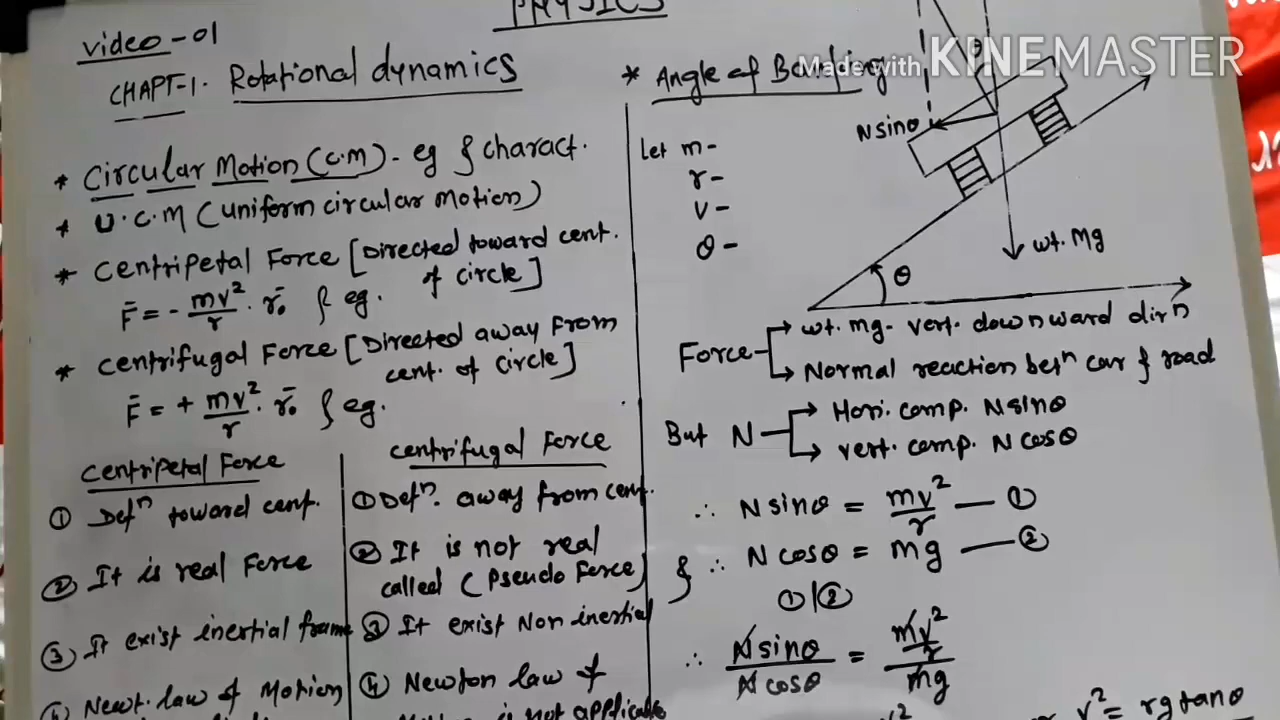 PHYSICS
video-01
CHAPT-1. Rotational dynamics
* Circular Motion (C.M) - eg & charact.
* U.C.M (uniform circular motion)
* Centripetal Force [Directed toward cent. of circle]
F̄ = - mv²/r . r̄₀ & eg.
* Centrifugal Force [Directed away from cent. of circle]
F̄ = + mv²/r . r̄₀ & eg.
Centripetal Force
① Defⁿ toward cent.
② It is real Force
③ It exist inertial frame
④ Newt. law of Motion
centrifugal Force
① Defⁿ. away from cent.
② It is not real
called (Pseudo Force)
③ It exist Non inertial
④ Newton law of
Motion is not applicable
* Angle of Banking
Made with KINEMASTER
Let m-
r-
v-
θ-
N sinθ
θ
wt. Mg
θ
Force → wt. mg - vert. downward dirⁿ
→ Normal reaction betⁿ car & road
But N → Hori. comp. N sinθ
→ vert. comp. N cosθ
∴ N sinθ = mv²/r — ①
& ∴ N cosθ = mg — ②
①/②
∴ N sinθ / N cosθ = mv²/r / mg
v² = rg tanθ